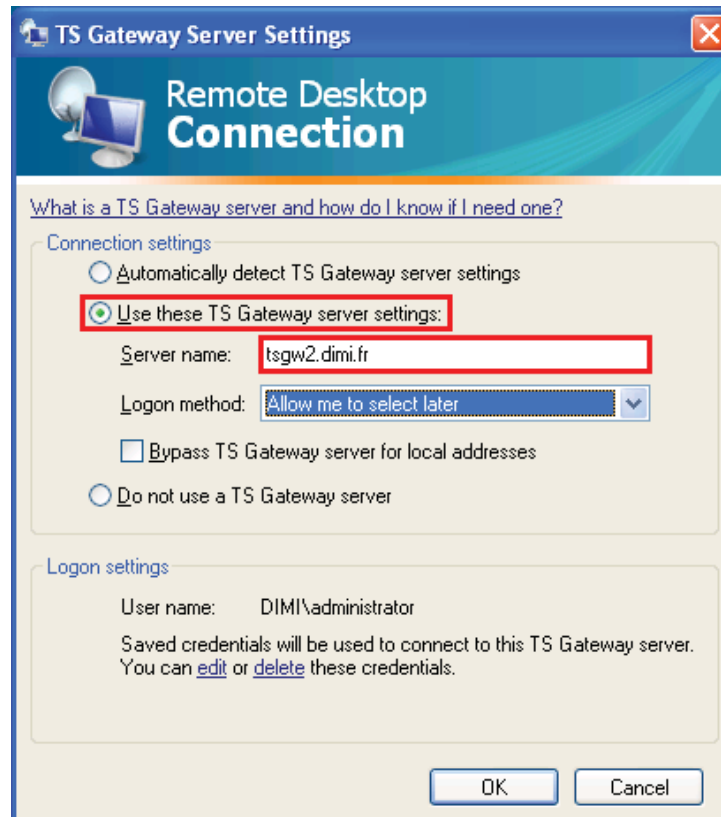 TS Gateway Server Settings
Remote Desktop
Connection
What is a TS Gateway server and how do I know if I need one?
Connection settings
Automatically detect TS Gateway server settings
Use these TS Gateway server settings:
Server name: tsgw2.dimi.fr
Logon method: Allow me to select later
Bypass TS Gateway server for local addresses
Do not use a TS Gateway server
Logon settings
User name: DIMI\administrator
Saved credentials will be used to connect to this TS Gateway server.
You can edit or delete these credentials.
OK Cancel